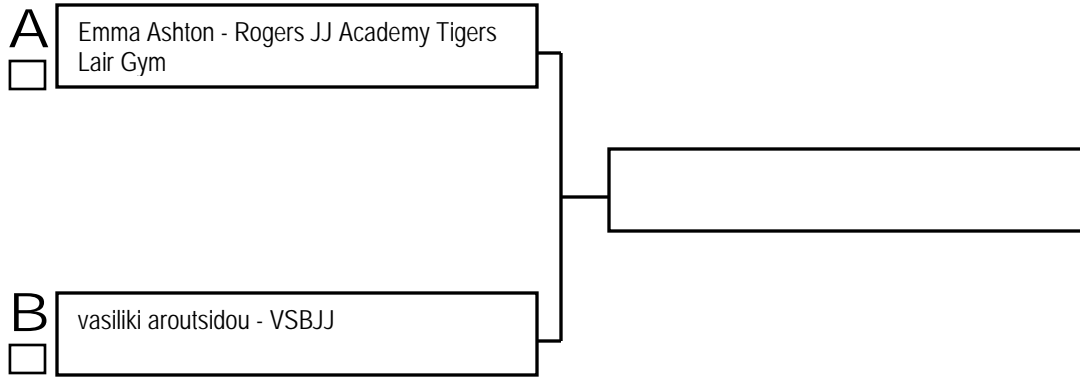 A
Emma Ashton - Rogers JJ Academy Tigers
Lair Gym
B
vasiliki aroutsidou - VSBJJ